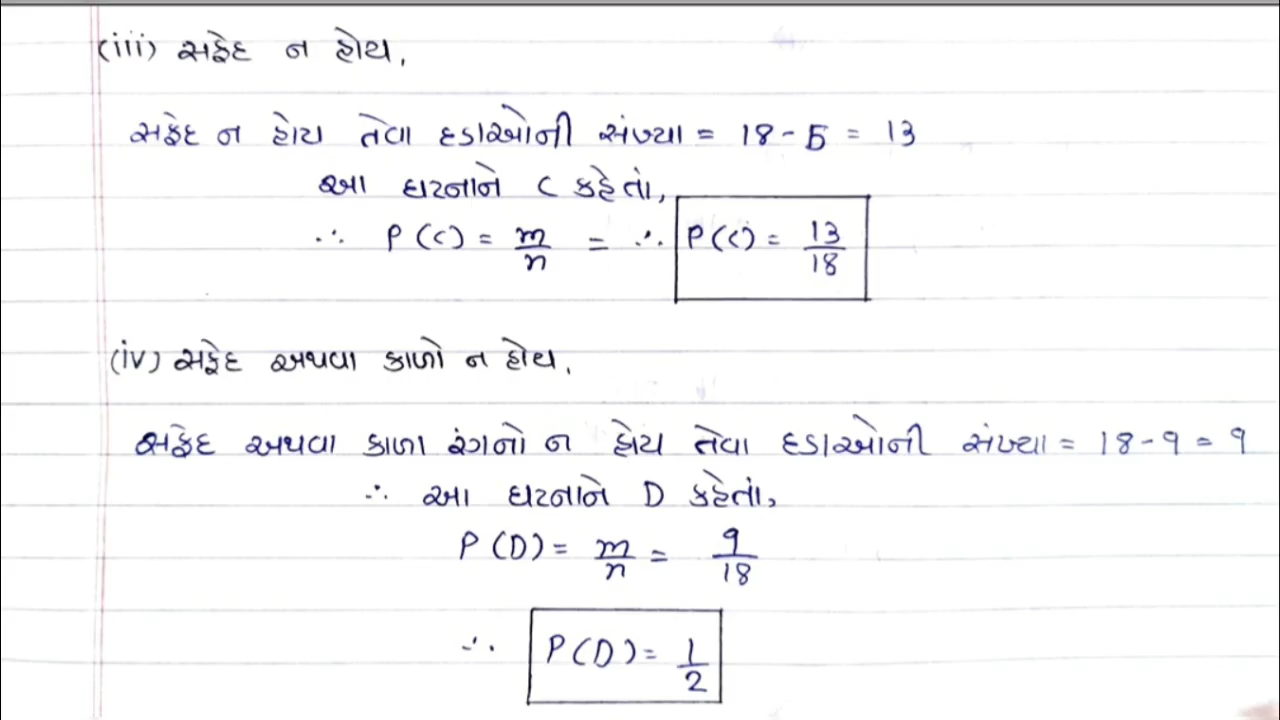 (iii) સફેદ ન હોય,
સફેદ ન હોય તેવા દડાઓની સંખ્યા = 18 - 5 = 13
આ ઘટનાને C કહેતાં,
∴ P (C) = m/n = ∴ P(C) = 13/18
(iv) સફેદ અથવા કાળો ન હોય,
સફેદ અથવા કાળા રંગનો ન હોય તેવા દડાઓની સંખ્યા = 18 - 9 = 9
∴ આ ઘટનાને D કહેતાં,
P (D) = m/n = 9/18
∴ P(D) = 1/2